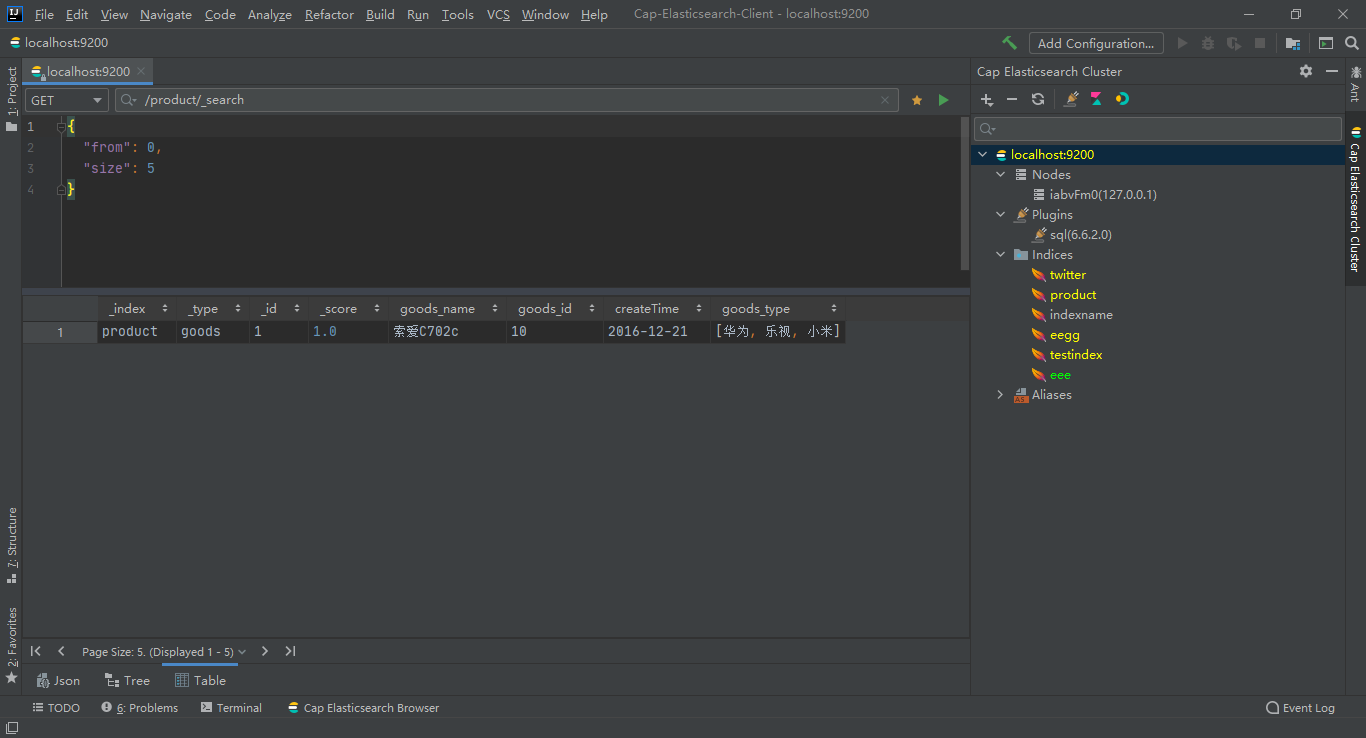 File Edit View Navigate Code Analyze Refactor Build Run Tools VCS Window Help Cap-Elasticsearch-Client - localhost:9200
localhost:9200
Add Configuration...
1: Project
localhost:9200
Cap Elasticsearch Cluster
Ant
GET
/product/_search
1 {
2 "from": 0,
3 "size": 5
4 }
Cap Elasticsearch Cluster
localhost:9200
Nodes
iabvFm0(127.0.0.1)
Plugins
sql(6.6.2.0)
Indices
twitter
product
indexname
eegg
testindex
eee
Aliases
_index _type _id _score goods_name goods_id createTime goods_type
1 product goods 1 1.0 索爱C702c 10 2016-12-21 [华为, 乐视, 小米]
7: Structure
2: Favorites
Page Size: 5. (Displayed 1 - 5)
Json Tree Table
TODO 6: Problems Terminal Cap Elasticsearch Browser Event Log